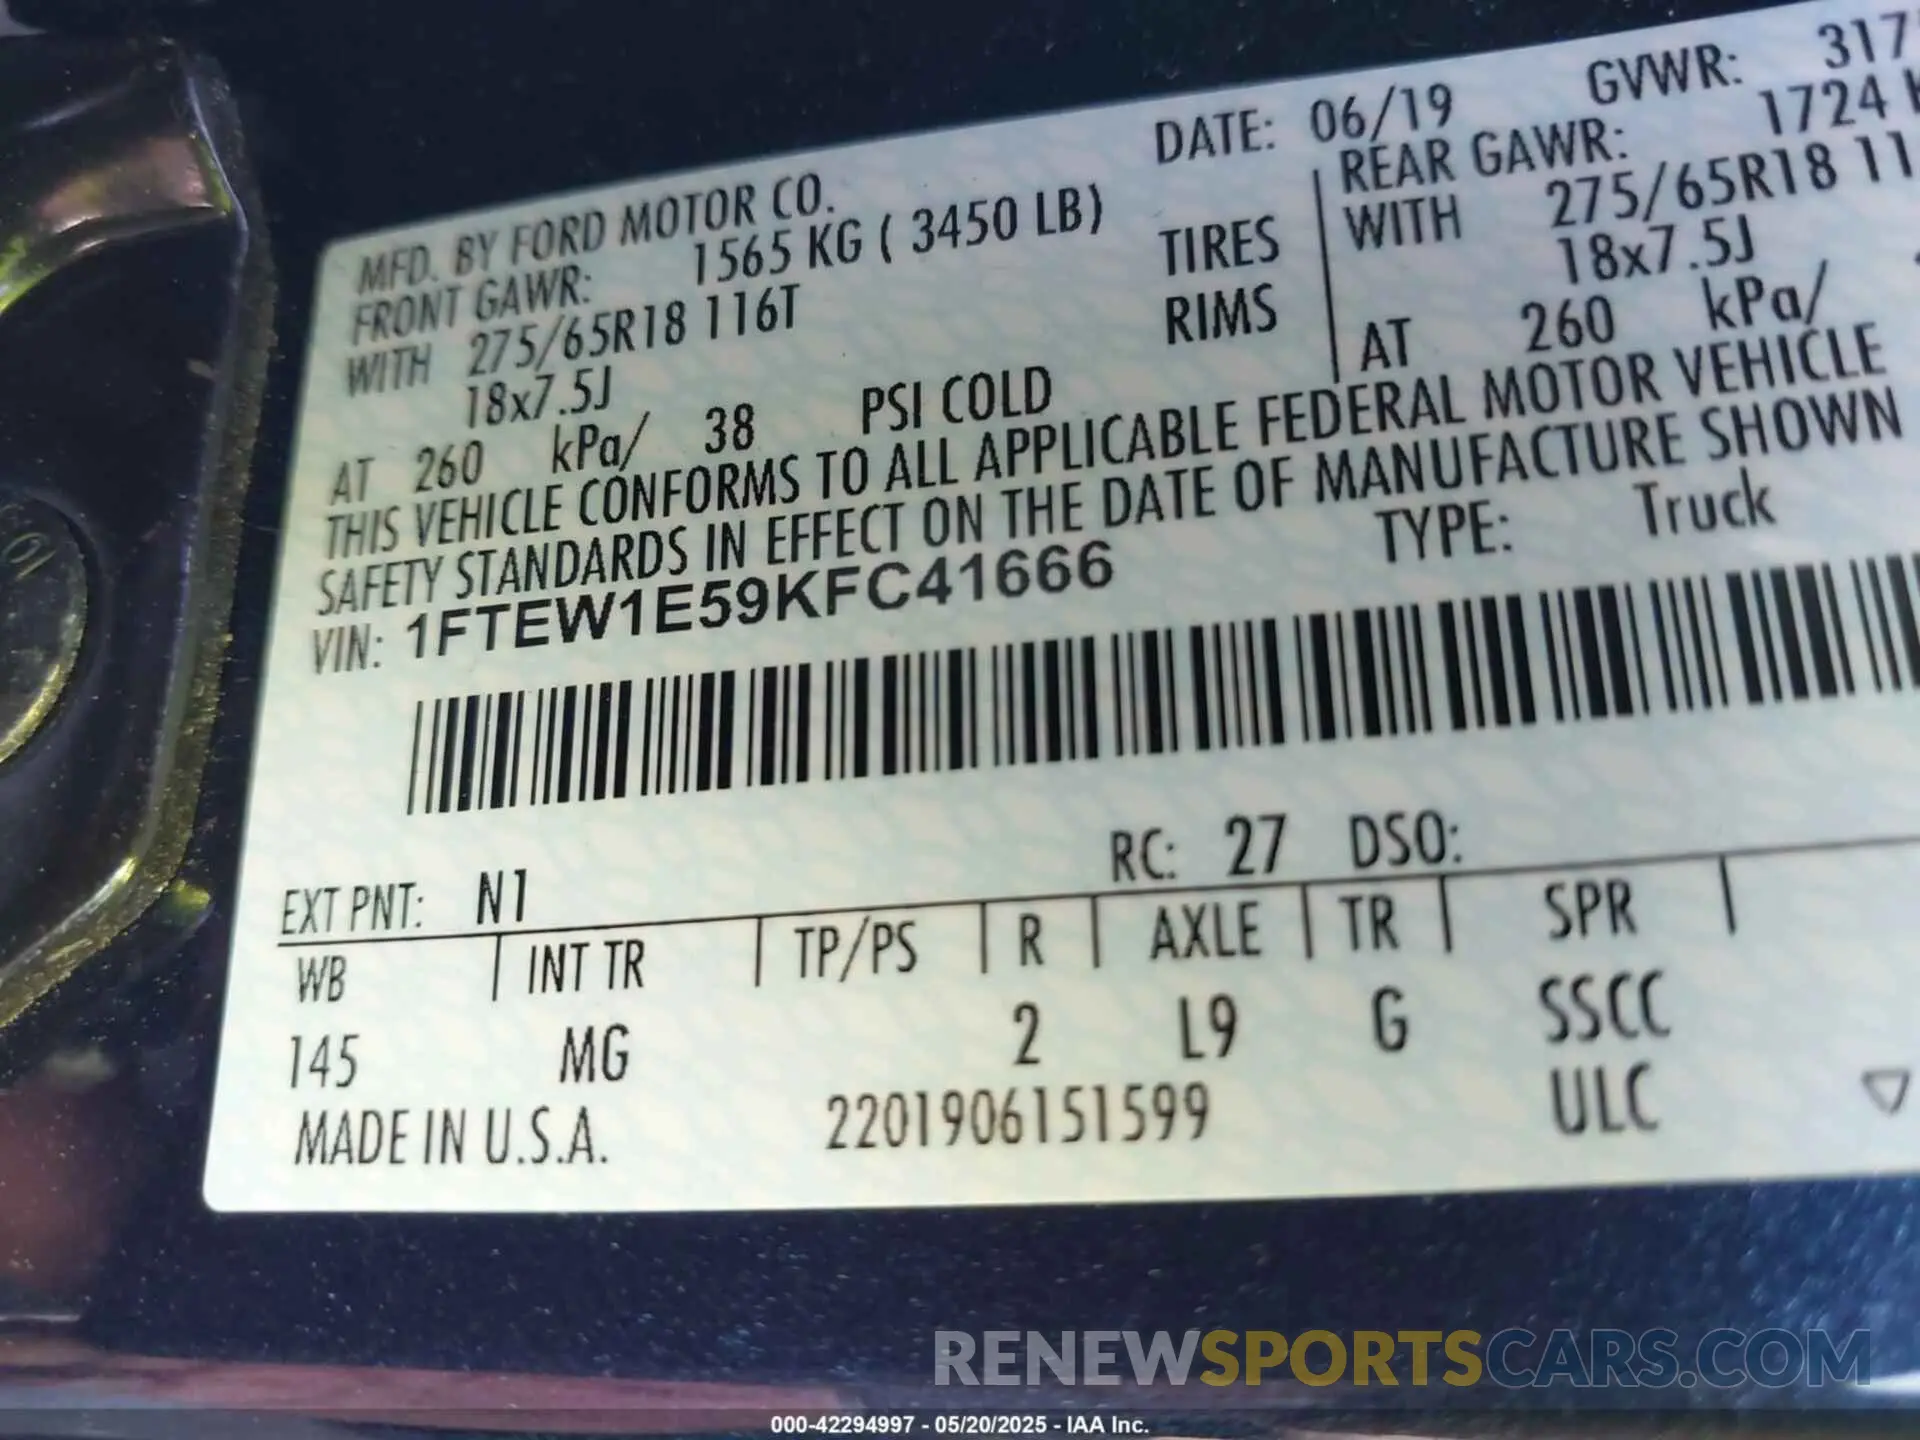 MFD. BY FORD MOTOR CO. DATE: 06/19 GVWR:
FRONT GAWR: 1565 KG ( 3450 LB) REAR GAWR: 1724
WITH 275/65R18 116T TIRES WITH 275/65R18
18x7.5J RIMS 18x7.5J
AT 260 kPa/ 38 PSI COLD AT 260 kPa/
THIS VEHICLE CONFORMS TO ALL APPLICABLE FEDERAL MOTOR VEHICLE
SAFETY STANDARDS IN EFFECT ON THE DATE OF MANUFACTURE SHOWN
VIN: 1FTEW1E59KFC41666 TYPE: Truck
EXT PNT: N1 RC: 27 DSO:
WB INT TR TP/PS R AXLE TR SPR
145 MG 2 L9 G SSCC
MADE IN U.S.A. 2201906151599 ULC
RENEWSPORTSCARS.COM
000-42294997 - 05/20/2025 - IAA Inc.